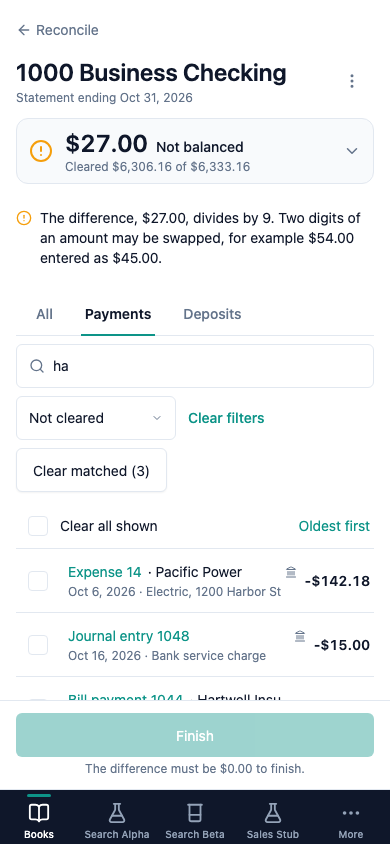 Reconcile
1000 Business Checking
Statement ending Oct 31, 2026
$27.00 Not balanced
Cleared $6,306.16 of $6,333.16
The difference, $27.00, divides by 9. Two digits of
an amount may be swapped, for example $54.00
entered as $45.00.
All Payments Deposits
ha
Not cleared Clear filters
Clear matched (3)
Clear all shown Oldest first
Expense 14 · Pacific Power
-$142.18
Oct 6, 2026 · Electric, 1200 Harbor St
Journal entry 1048
-$15.00
Oct 16, 2026 · Bank service charge
Bill payment 1044 Hartwell Insu
Finish
The difference must be $0.00 to finish.
Books Search Alpha Search Beta Sales Stub More